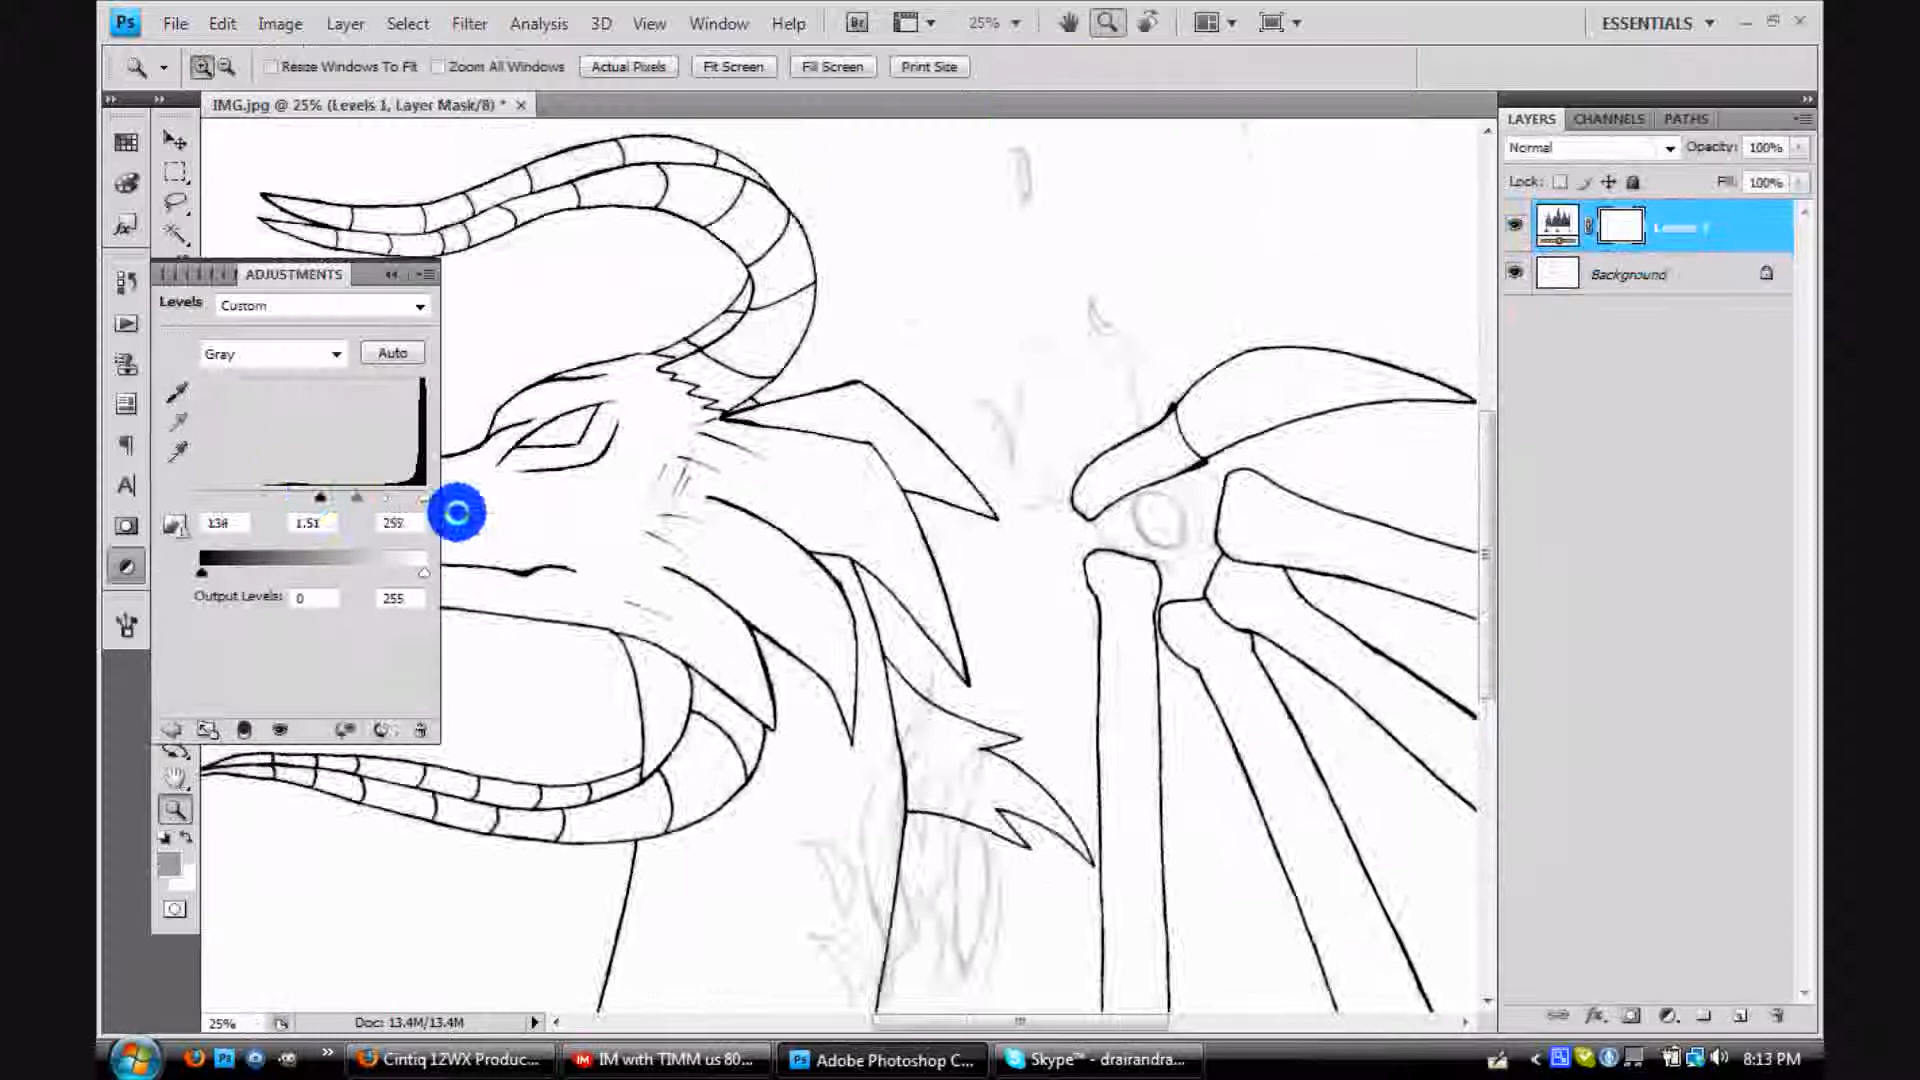 Ps File Edit Image Layer Select Filter Analysis 3D View Window Help Br 25% ESSENTIALS
Resize Windows To Fit Zoom All Windows Actual Pixels Fit Screen Fill Screen Print Size
IMG.jpg @ 25% (Levels 1, Layer Mask/8) *
LAYERS CHANNELS PATHS
Normal Opacity: 100%
Lock: Fill: 100%
Background
ADJUSTMENTS
Levels Custom
Gray Auto
138 1.51 255
Output Levels: 0 255
25% Doc: 13.4M/13.4M
Cintiq 12WX Produc... IM with TIMM us 80... Ps Adobe Photoshop C... Skype™ - drairandra... 8:13 PM